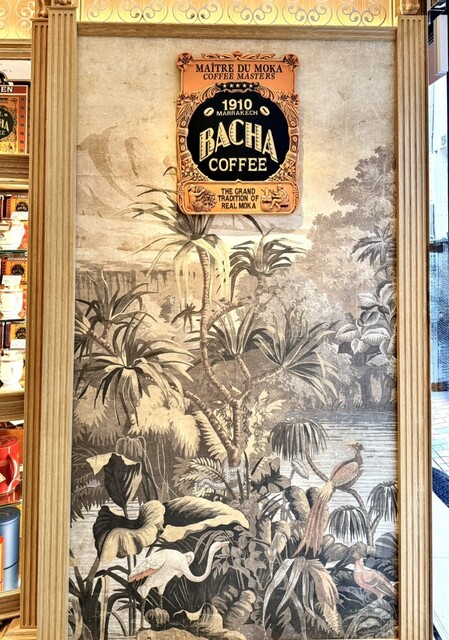 MAÎTRE DU MOKA
COFFEE MASTERS
1910
MARRAKECH
BACHA
COFFEE
THE GRAND
TRADITION OF
REAL MOKA